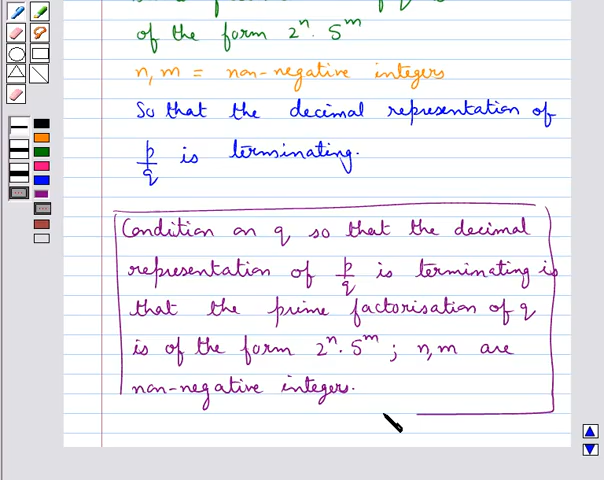 of the form 2ⁿ · 5ᵐ
n, m = non-negative integers
So that the decimal representation of
p/q is terminating.
Condition on q so that the decimal
representation of p/q is terminating is
that the prime factorisation of q
is of the form 2ⁿ · 5ᵐ ; n, m are
non-negative integers.